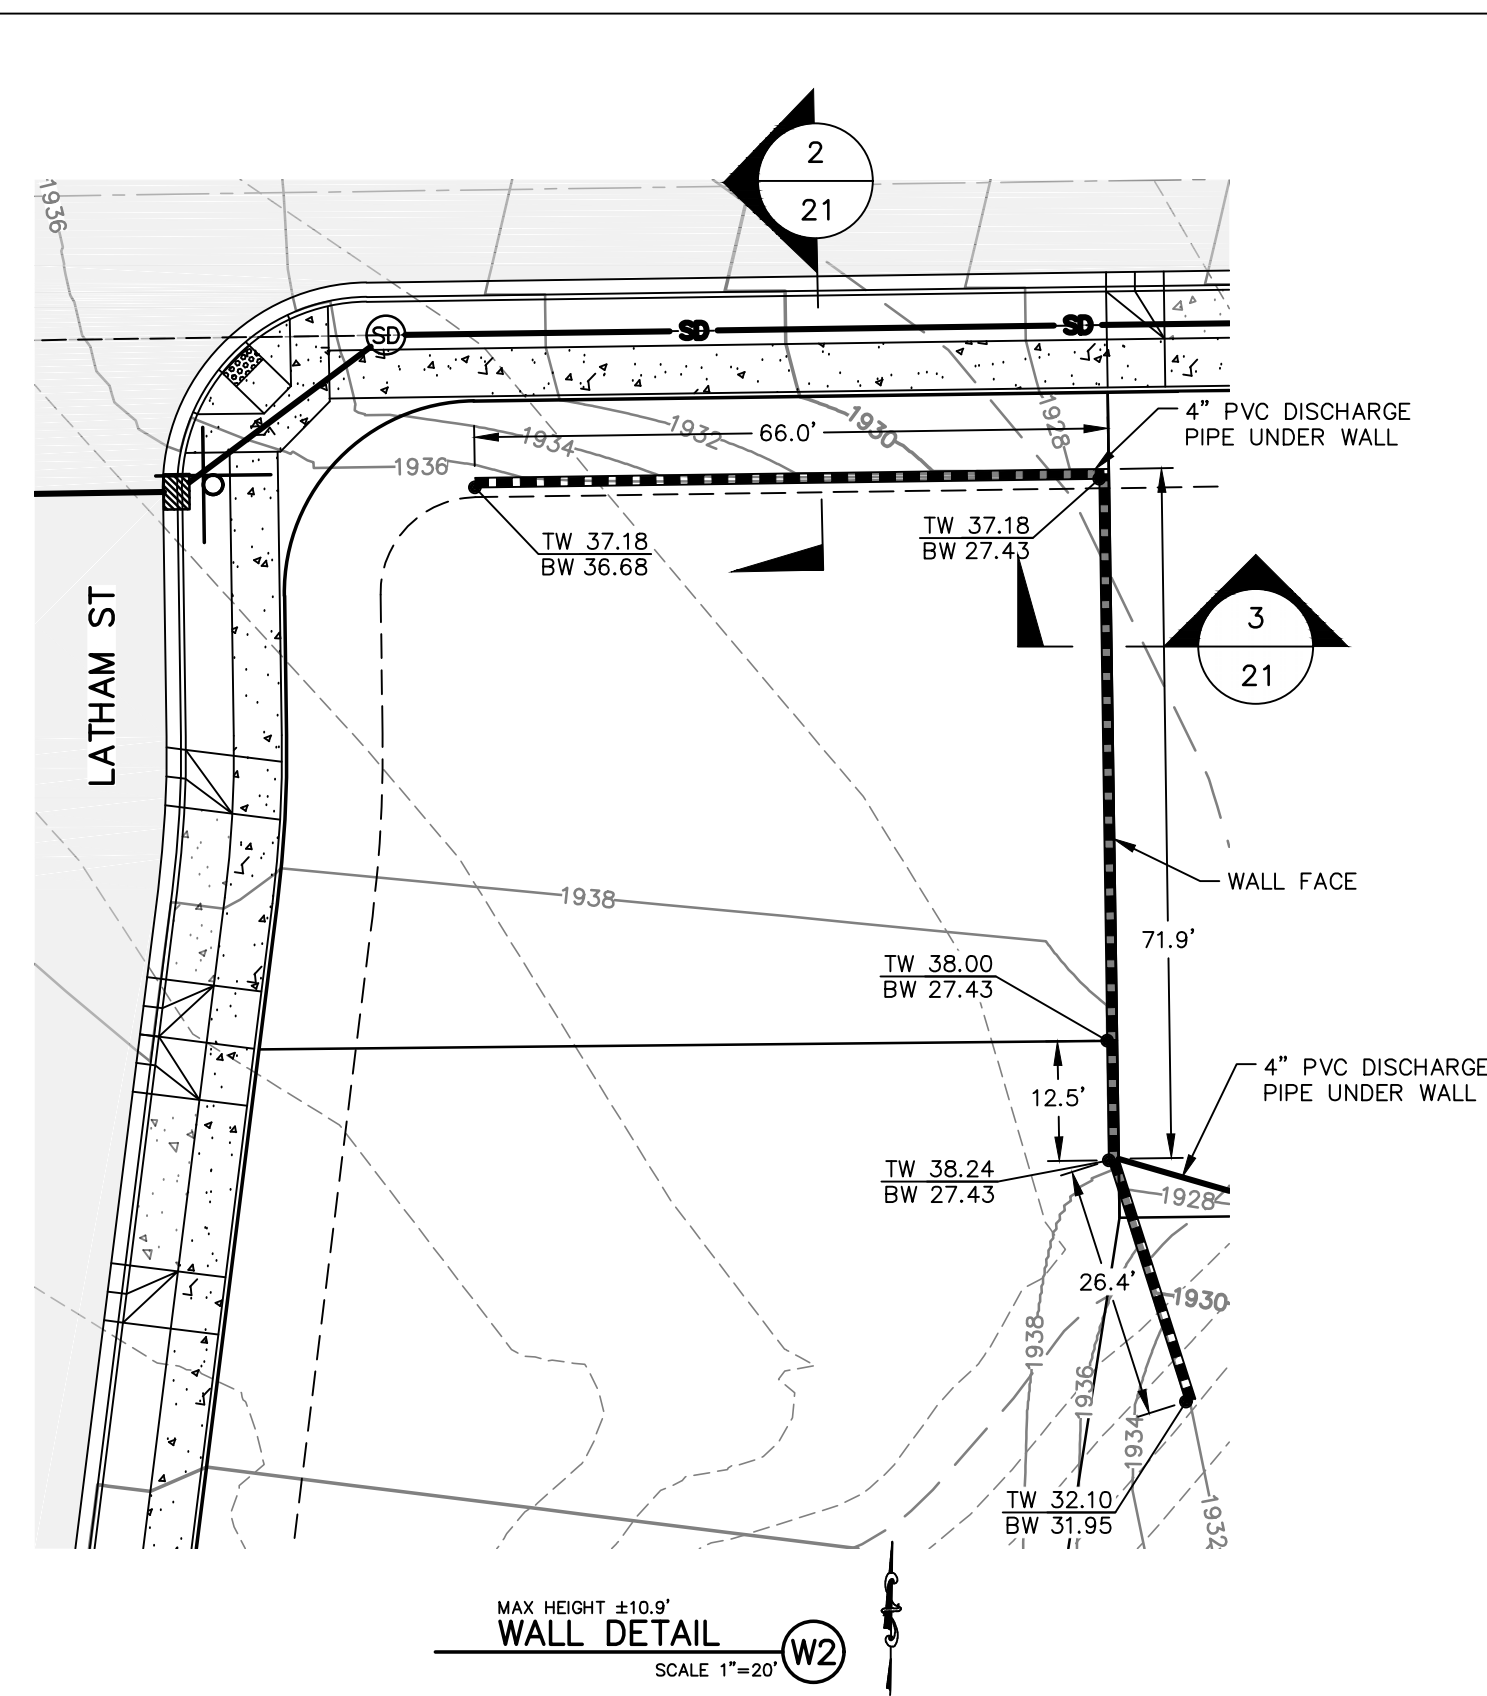 2
21
1936
SD
SD
SD
4” PVC DISCHARGE
PIPE UNDER WALL
1928
1930
1932
66.0’
1934
1936
TW 37.18
BW 36.68
TW 37.18
BW 27.43
3
21
LATHAM ST
WALL FACE
1938
71.9’
TW 38.00
BW 27.43
4” PVC DISCHARGE
PIPE UNDER WALL
12.5’
TW 38.24
BW 27.43
1928
26.4’
1930
1938
1936
1934
TW 32.10
BW 31.95
1932
MAX HEIGHT ±10.9’
WALL DETAIL
W2
SCALE 1”=20’